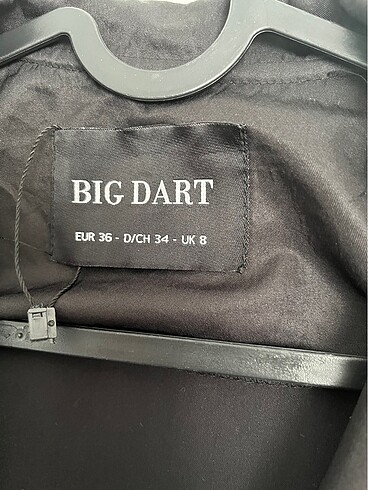 BIG DART
EUR 36 - D/CH 34 - UK 8